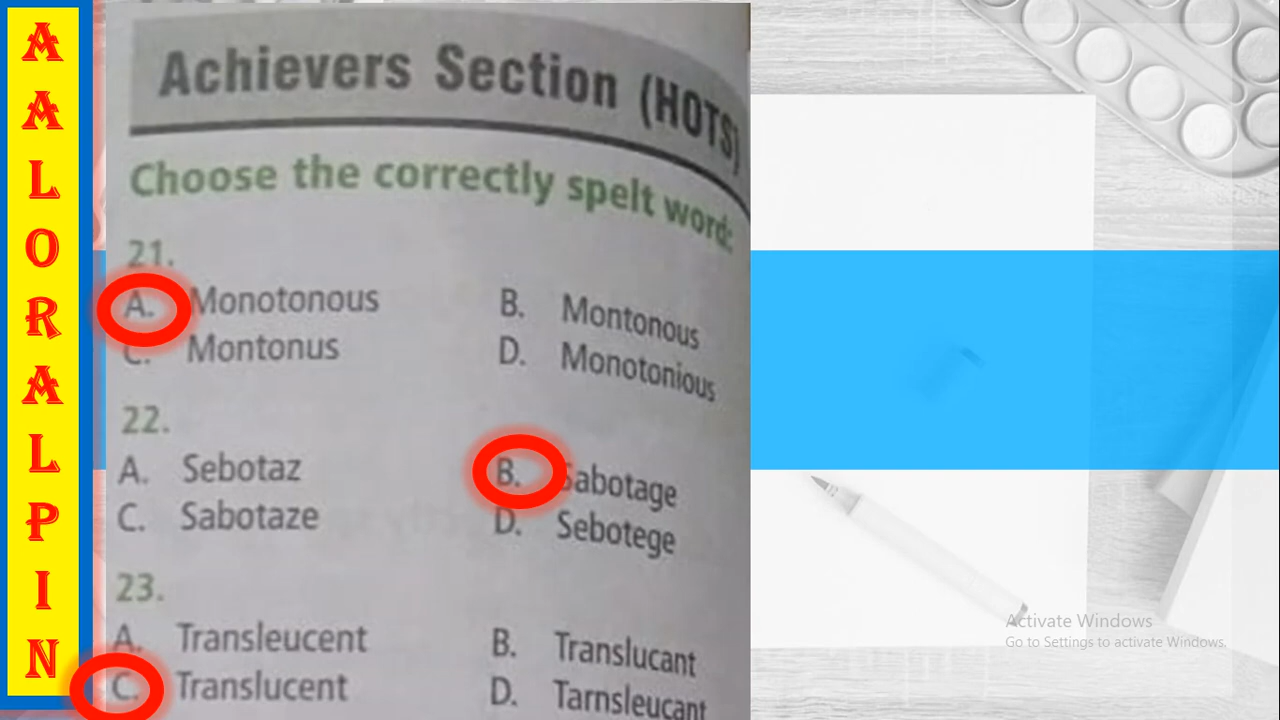 AALORALPIN
Achievers Section (HOTS)
Choose the correctly spelt word:
21.
A. Monotonous B. Montonous
C. Montonus D. Monotonious
22.
A. Sebotaz B. Sabotage
C. Sabotaze D. Sebotege
23.
A. Transleucent B. Translucant
C. Translucent D. Tarnsleucant
Activate Windows
Go to Settings to activate Windows.